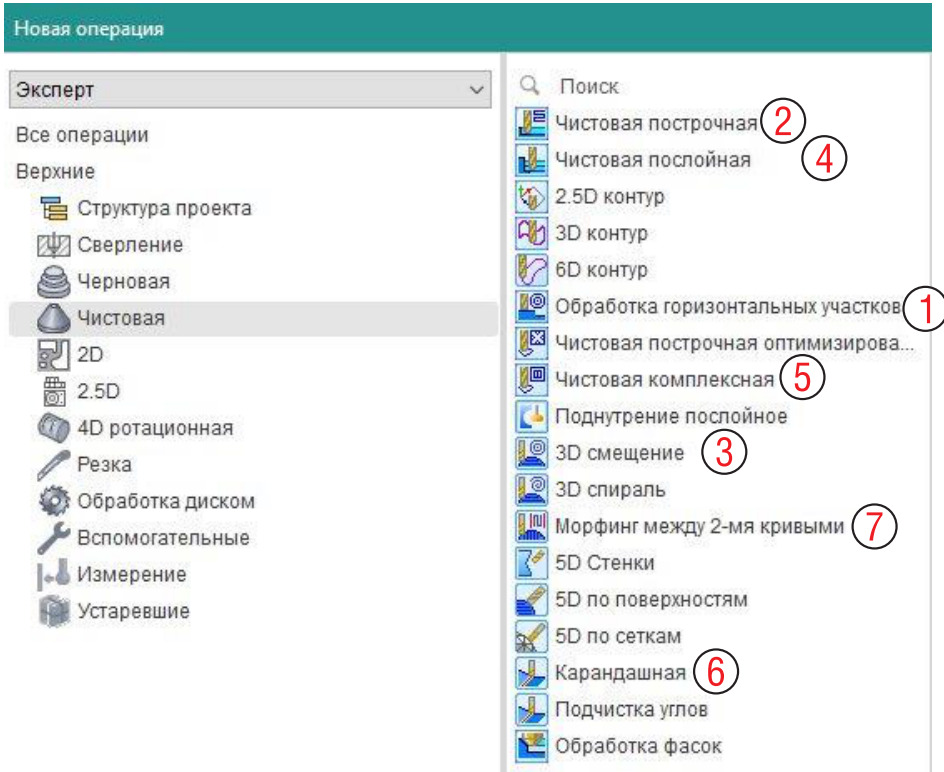 Новая операция
Эксперт
Все операции
Верхние
Структура проекта
Сверление
Черновая
Чистовая
2D
2.5D
4D ротационная
Резка
Обработка диском
Вспомогательные
Измерение
Устаревшие
Поиск
Чистовая построчная 2
Чистовая послойная 4
2.5D контур
3D контур
6D контур
Обработка горизонтальных участков 1
Чистовая построчная оптимизирова...
Чистовая комплексная 5
Поднутрение послойное
3D смещение 3
3D спираль
Морфинг между 2-мя кривыми 7
5D Стенки
5D по поверхностям
5D по сеткам
Карандашная 6
Подчистка углов
Обработка фасок